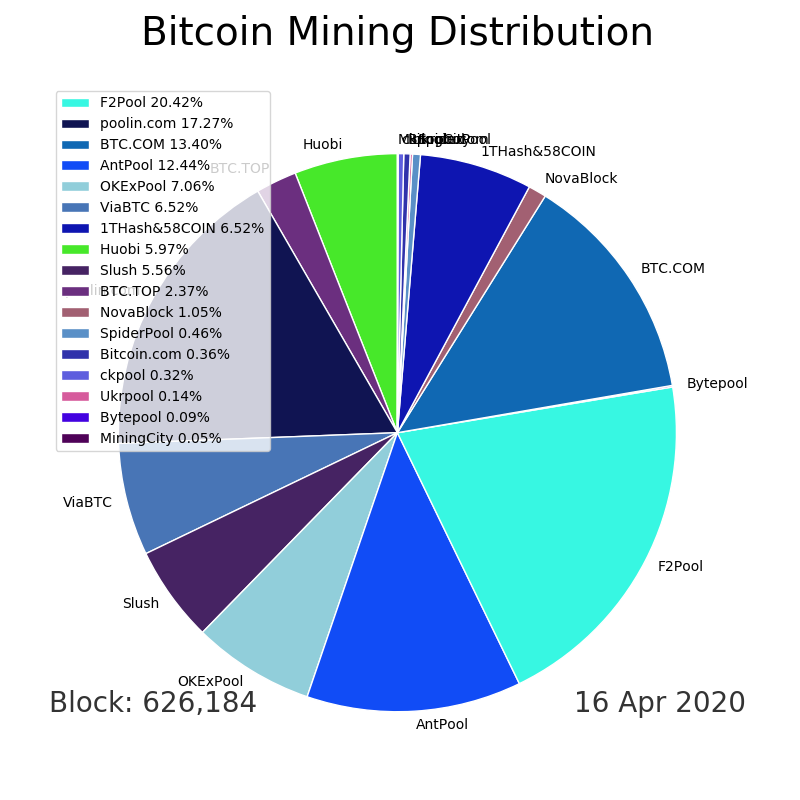 Bitcoin Mining Distribution
F2Pool 20.42%
poolin.com 17.27%
BTC.COM 13.40%
AntPool 12.44%
OKExPool 7.06%
ViaBTC 6.52%
1THash&58COIN 6.52%
Huobi 5.97%
Slush 5.56%
BTC.TOP 2.37%
NovaBlock 1.05%
SpiderPool 0.46%
Bitcoin.com 0.36%
ckpool 0.32%
Ukrpool 0.14%
Bytepool 0.09%
MiningCity 0.05%
Huobi
1THash&58COIN
BTC.TOP
NovaBlock
BTC.COM
Bytepool
ViaBTC
F2Pool
Slush
OKExPool
AntPool
Block: 626,184
16 Apr 2020